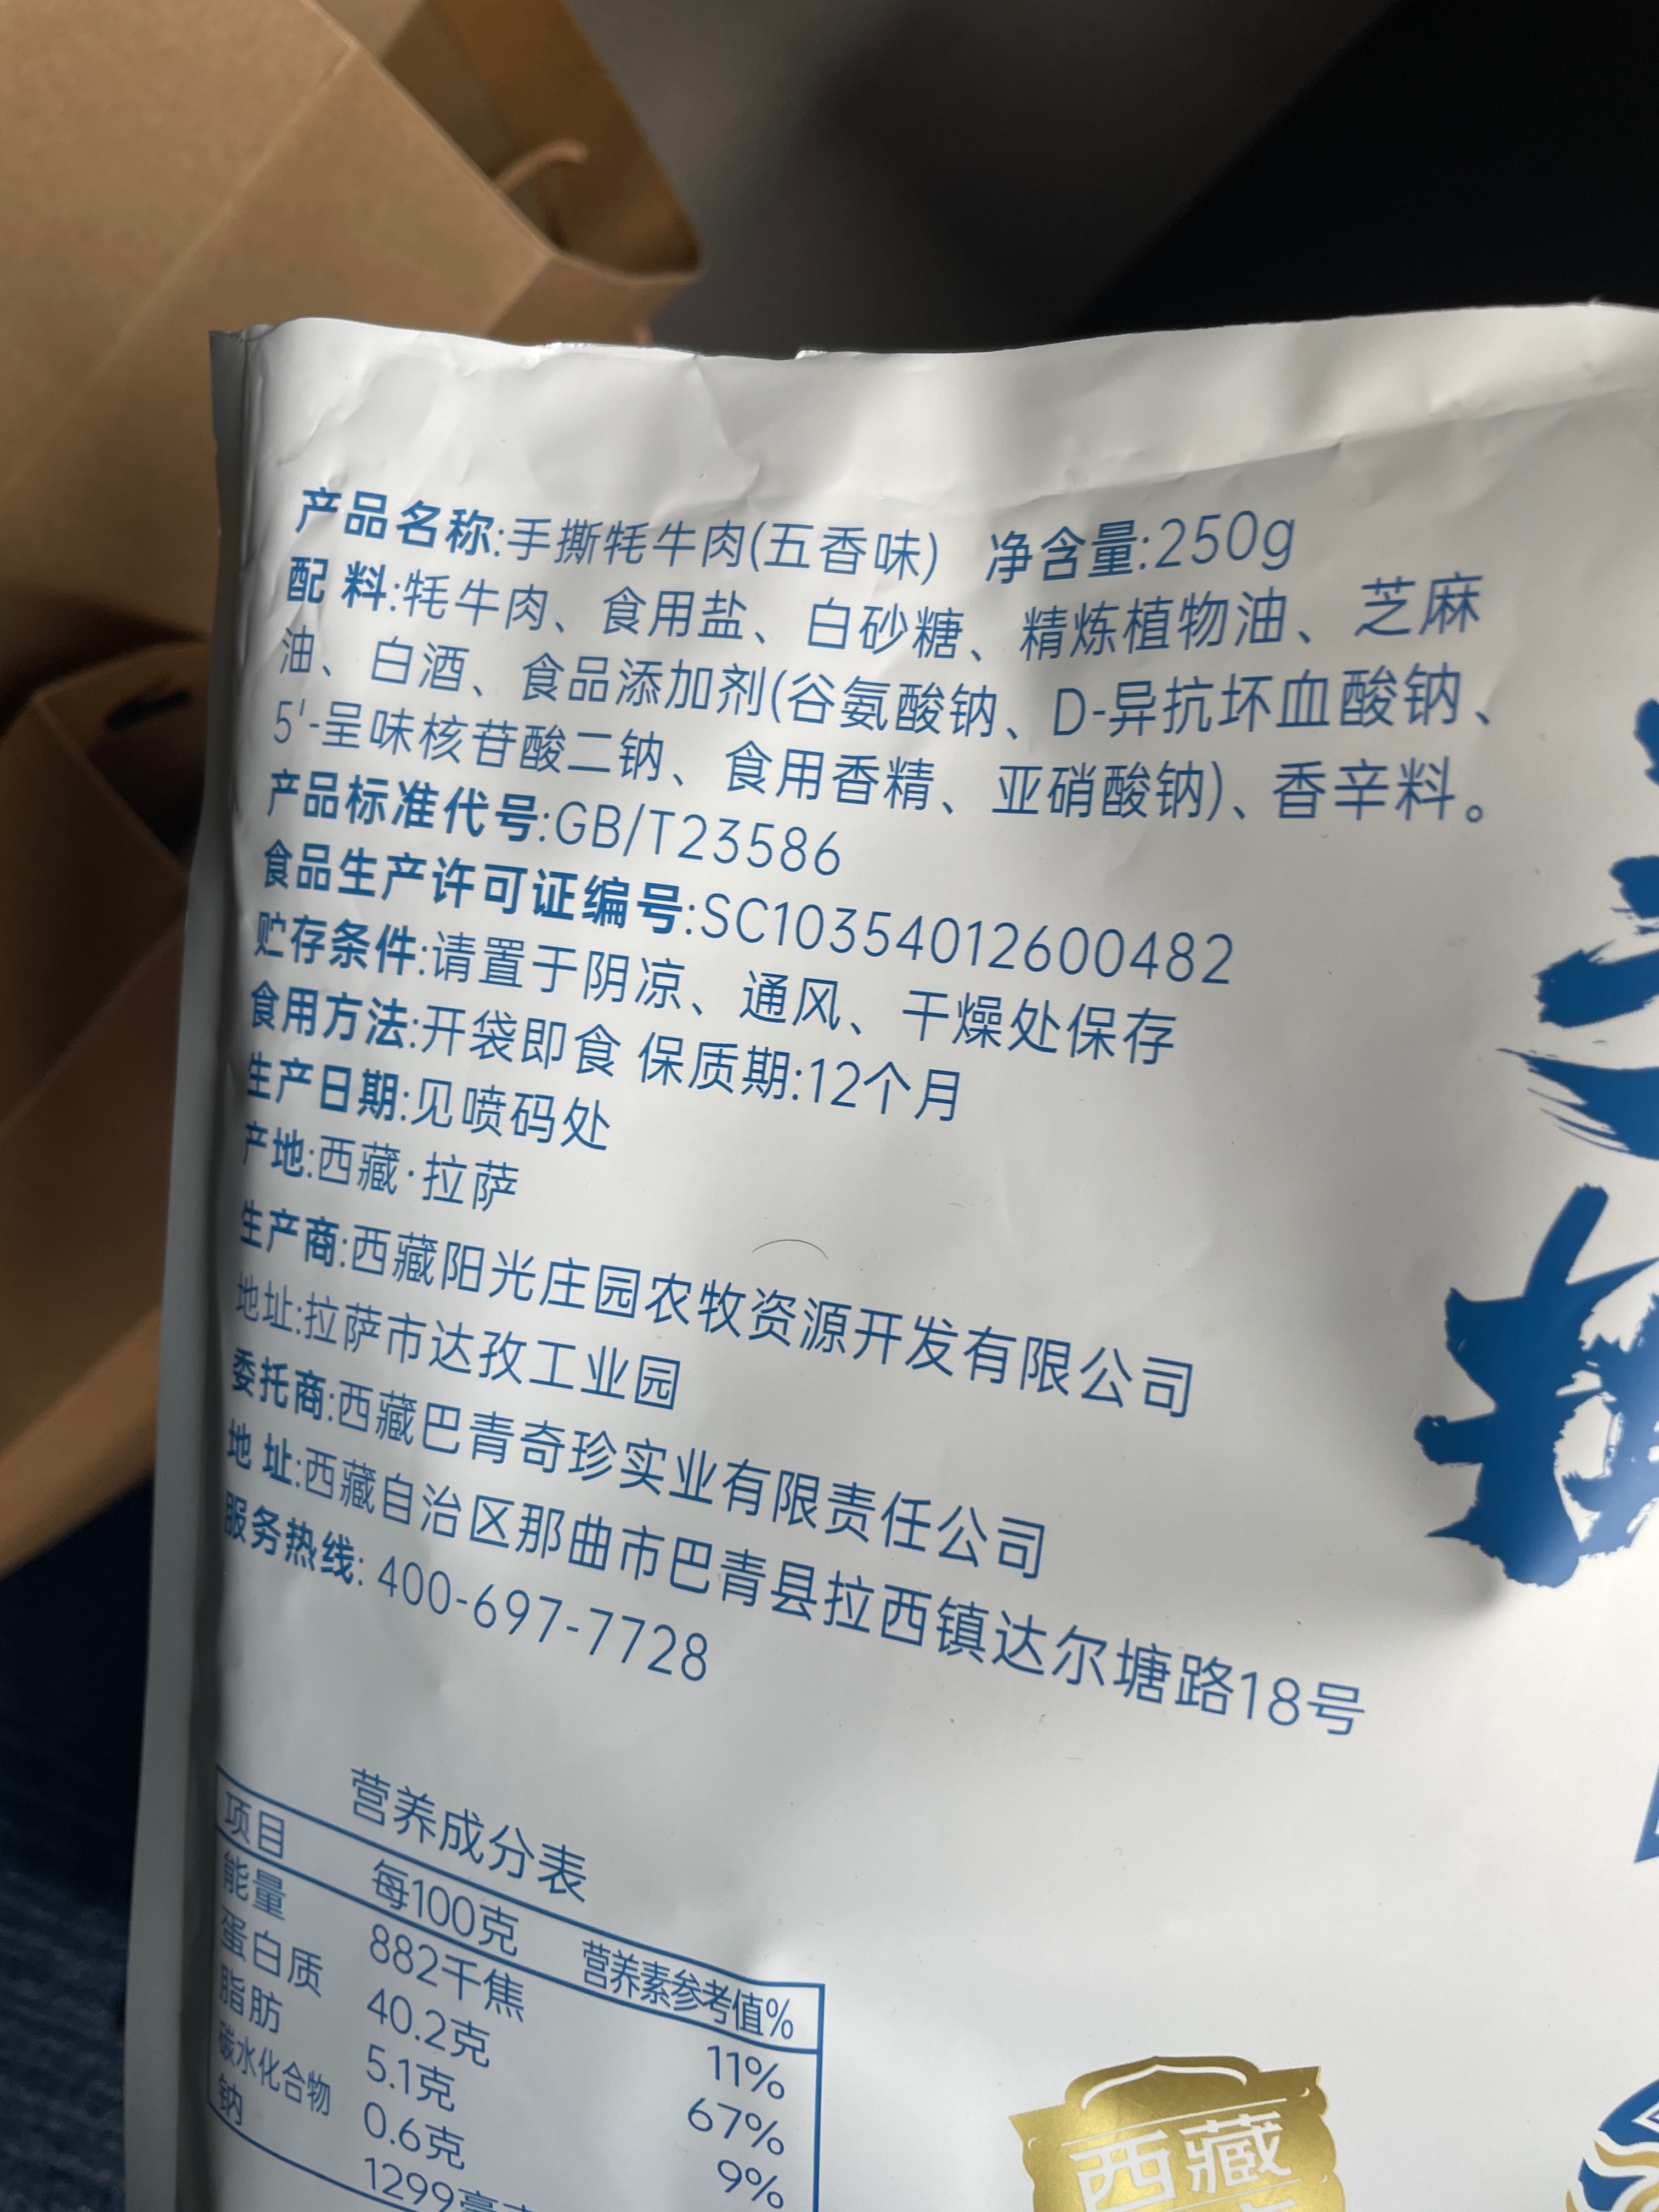 产品名称:手撕牦牛肉(五香味) 净含量:250g
配 料:牦牛肉、食用盐、白砂糖、精炼植物油、芝麻
油、白酒、食品添加剂(谷氨酸钠、D-异抗坏血酸钠、
5'-呈味核苷酸二钠、食用香精、亚硝酸钠)、香辛料。
产品标准代号:GB/T23586
食品生产许可证编号:SC10354012600482
贮存条件:请置于阴凉、通风、干燥处保存
食用方法:开袋即食 保质期:12个月
生产日期:见喷码处
产地:西藏·拉萨
生产商:西藏阳光庄园农牧资源开发有限公司
地址:拉萨市达孜工业园
委托商:西藏巴青奇珍实业有限责任公司
地 址:西藏自治区那曲市巴青县拉西镇达尔塘路18号
服务热线: 400-697-7728
营养成分表
项目 每100克 营养素参考值%
能量 882千焦 11%
蛋白质 40.2克 67%
脂肪 5.1克 9%
碳水化合物 0.6克
钠 1299毫
西藏